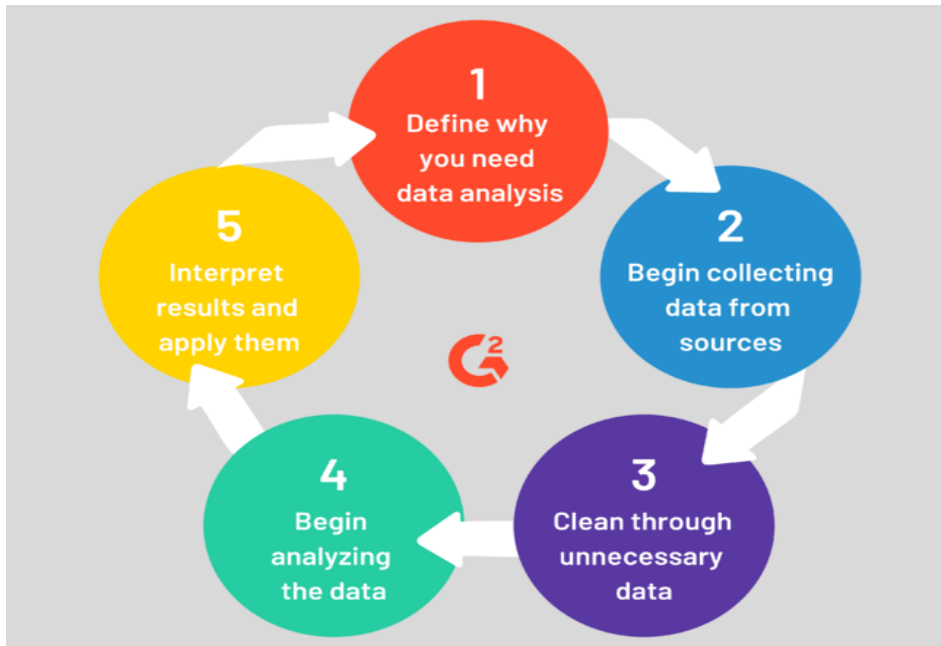 1
Define why
you need
data analysis
2
Begin collecting
data from
sources
3
Clean through
unnecessary
data
4
Begin
analyzing
the data
5
Interpret
results and
apply them
G2